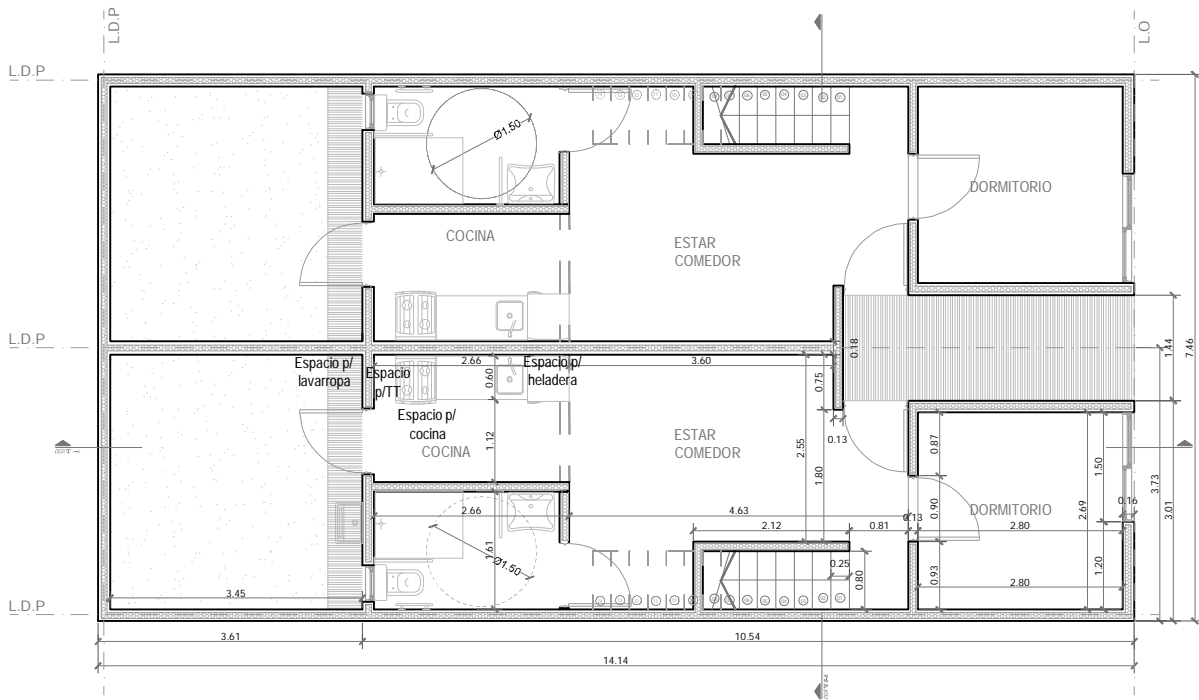 L.D.P
L.O
L.D.P
Ø1.50
DORMITORIO
COCINA
ESTAR
COMEDOR
L.D.P
Espacio p/
lavarropa
Espacio
p/TT
2.66
0.60
Espacio p/
heladera
3.60
0.18
0.75
1.44
7.46
Espacio p/
cocina
COCINA
1.12
ESTAR
COMEDOR
0.13
2.55
1.80
0.87
1.50
3.73
3.01
2.66
4.63
2.12
0.81
0.13
0.90
DORMITORIO
2.69
0.16
2.80
1.61
Ø1.50
0.25
0.80
0.93
2.80
1.20
L.D.P
3.45
3.61
10.54
14.14